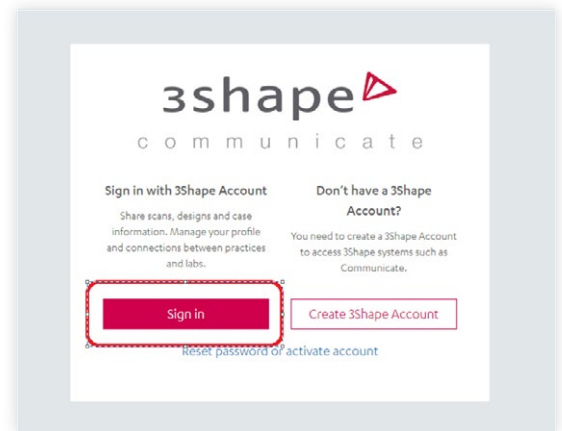 3shape
communicate
Sign in with 3Shape Account
Share scans, designs and case
information. Manage your profile
and connections between practices
and labs.
Sign in
Don't have a 3Shape
Account?
You need to create a 3Shape Account
to access 3Shape systems such as
Communicate.
Create 3Shape Account
Reset password or activate account